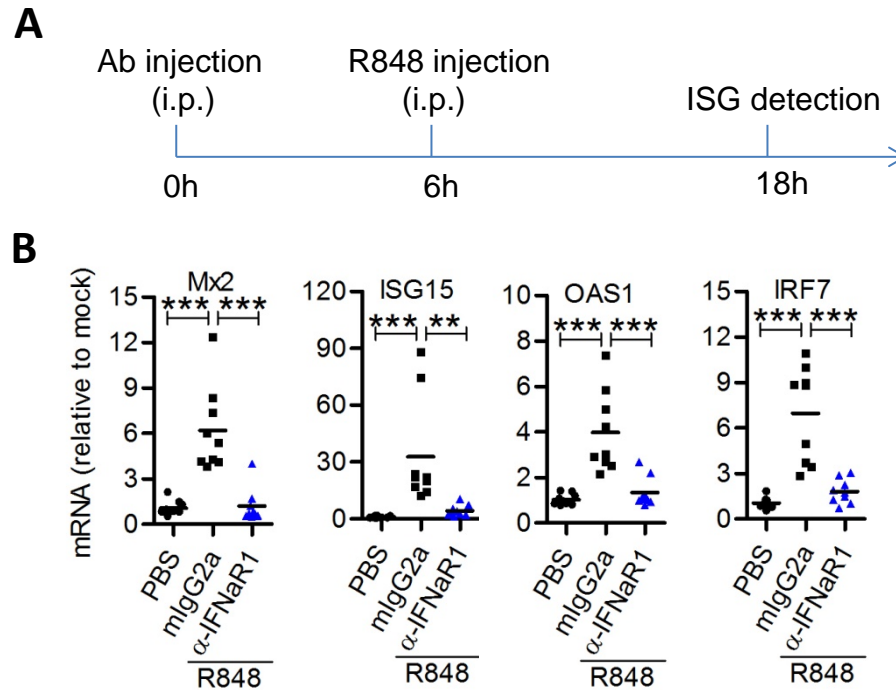 A
Ab injection
(i.p.)
R848 injection
(i.p.)
ISG detection
0h
6h
18h
B
mRNA (relative to mock)
Mx2
*** ***
15
12
9
6
3
0
PBS
mIgG2a
α-IFNaR1
R848
ISG15
*** **
120
90
60
30
0
PBS
mIgG2a
α-IFNaR1
R848
OAS1
*** ***
10
8
6
4
2
0
PBS
mIgG2a
α-IFNaR1
R848
IRF7
*** ***
15
12
9
6
3
0
PBS
mIgG2a
α-IFNaR1
R848